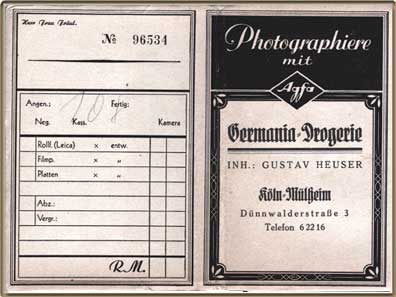 Herr Frau Fräul.
№ 96534
Angen.: 108 Fertig:
Neg. Kass. Kamera
Rollf. (Leica) x entw.
Filmp. x "
Platten x "
Abz.:
Vergr.:
R.M.
Photographiere
mit
Agfa
Germania-Drogerie
INH.: GUSTAV HEUSER
Köln-Mülheim
Dünnwalderstraße 3
Telefon 62216